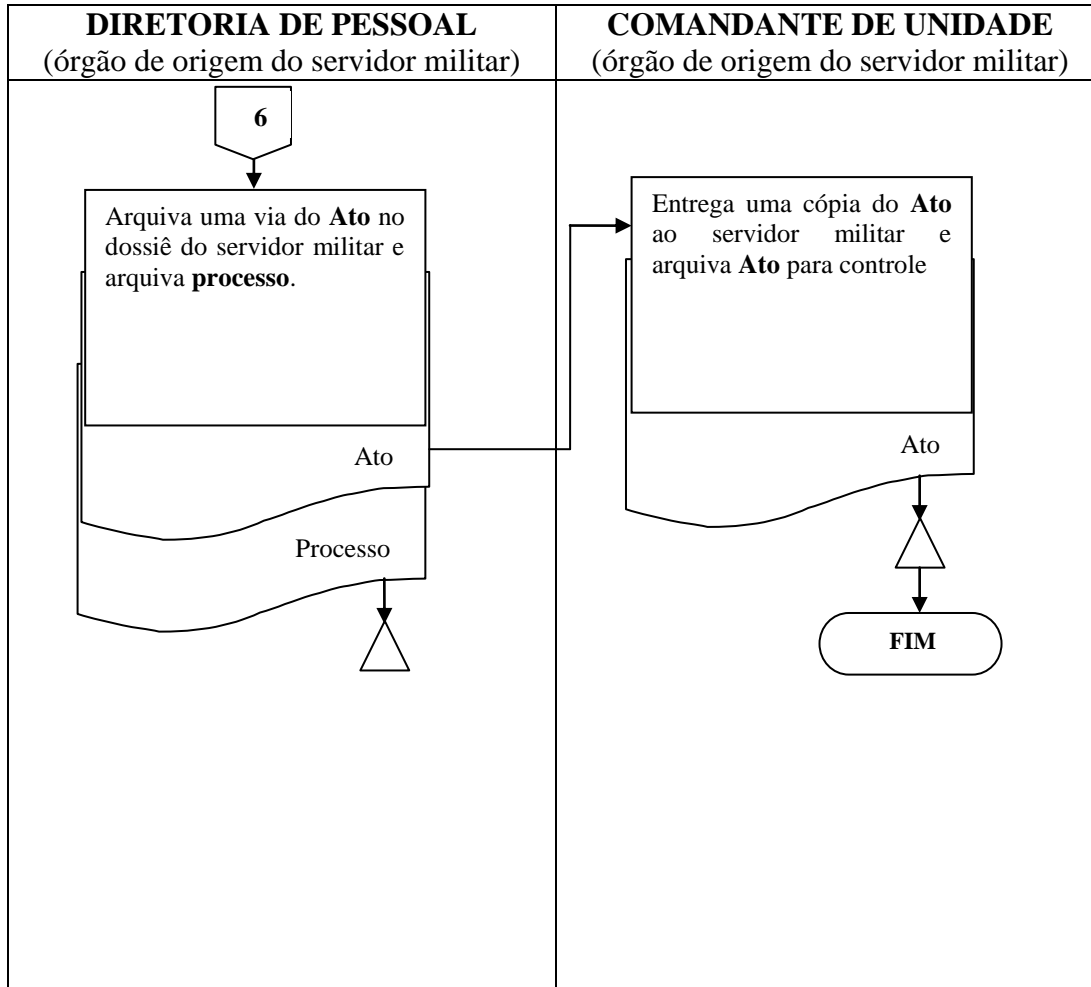 DIRETORIA DE PESSOAL
(órgão de origem do servidor militar)
COMANDANTE DE UNIDADE
(órgão de origem do servidor militar)
6
Arquiva uma via do Ato no
dossiê do servidor militar e
arquiva processo.
Ato
Processo
Entrega uma cópia do Ato
ao servidor militar e
arquiva Ato para controle
Ato
FIM